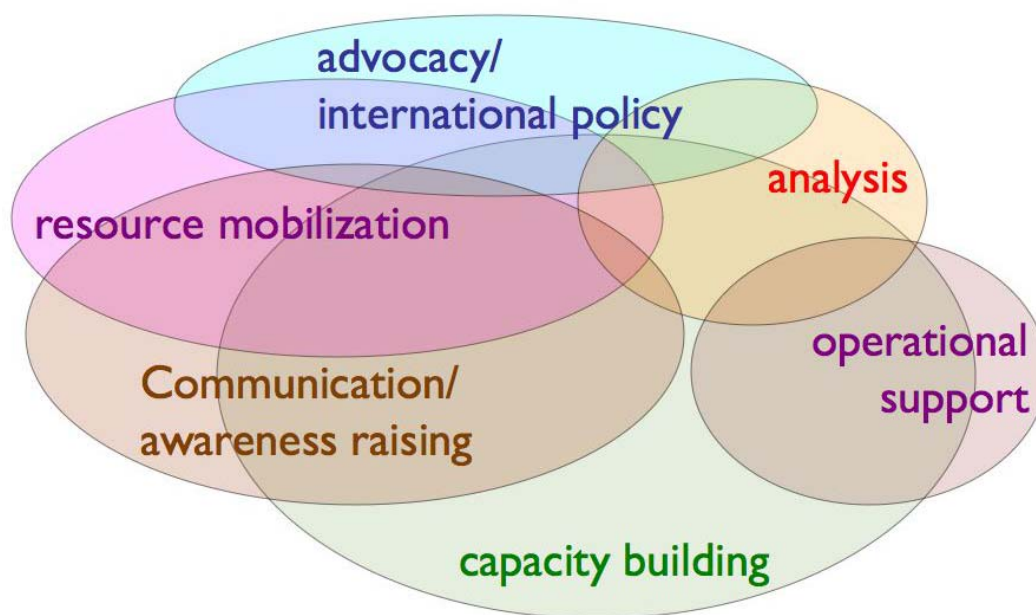 advocacy/
international policy
analysis
resource mobilization
operational
support
Communication/
awareness raising
capacity building